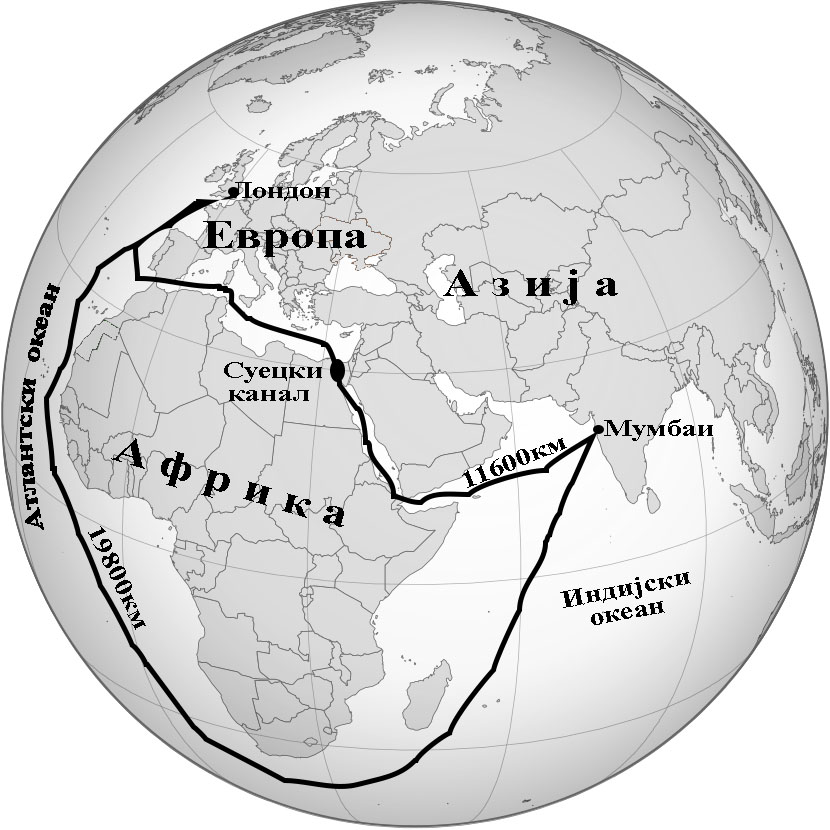 Лондон
Европа
Азија
Атлантски океан
Суецки
канал
Мумбаи
11600км
Африка
19800км
Индијски
океан